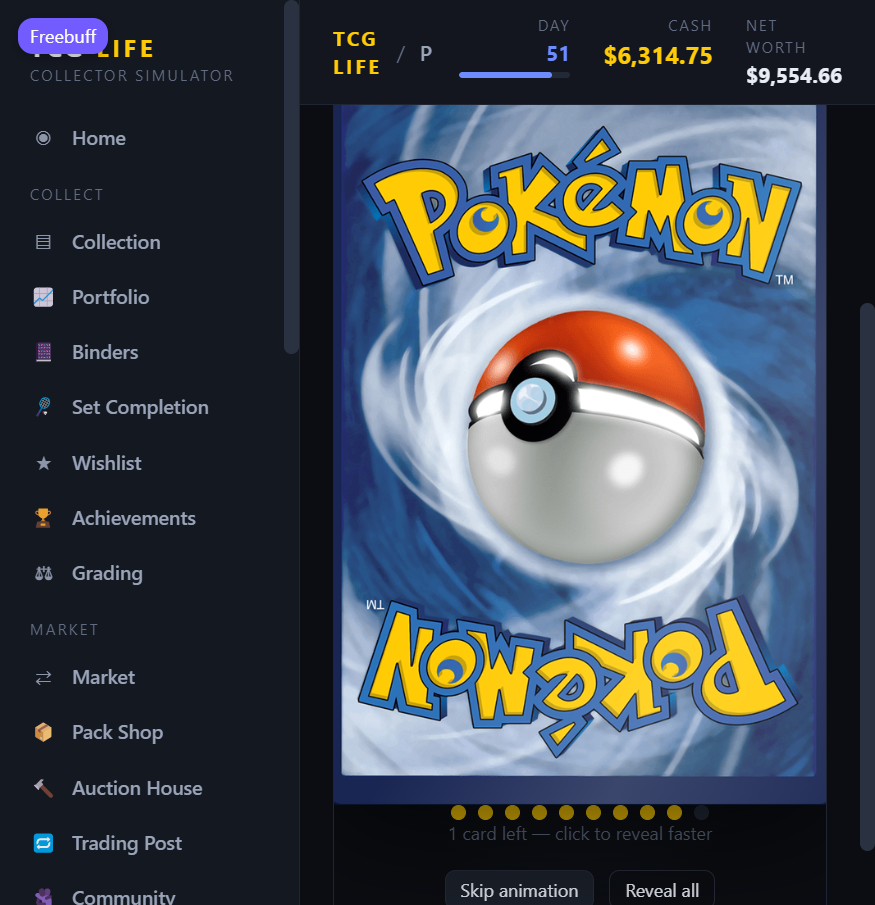 Freebuff
LIFE
COLLECTOR SIMULATOR
Home
COLLECT
Collection
Portfolio
Binders
Set Completion
Wishlist
Achievements
Grading
MARKET
Market
Pack Shop
Auction House
Trading Post
Community
TCG
LIFE
/ P
DAY
51
CASH
$6,314.75
NET
WORTH
$9,554.66
POKéMON
TM
TM
POKéMON
1 card left — click to reveal faster
Skip animation
Reveal all